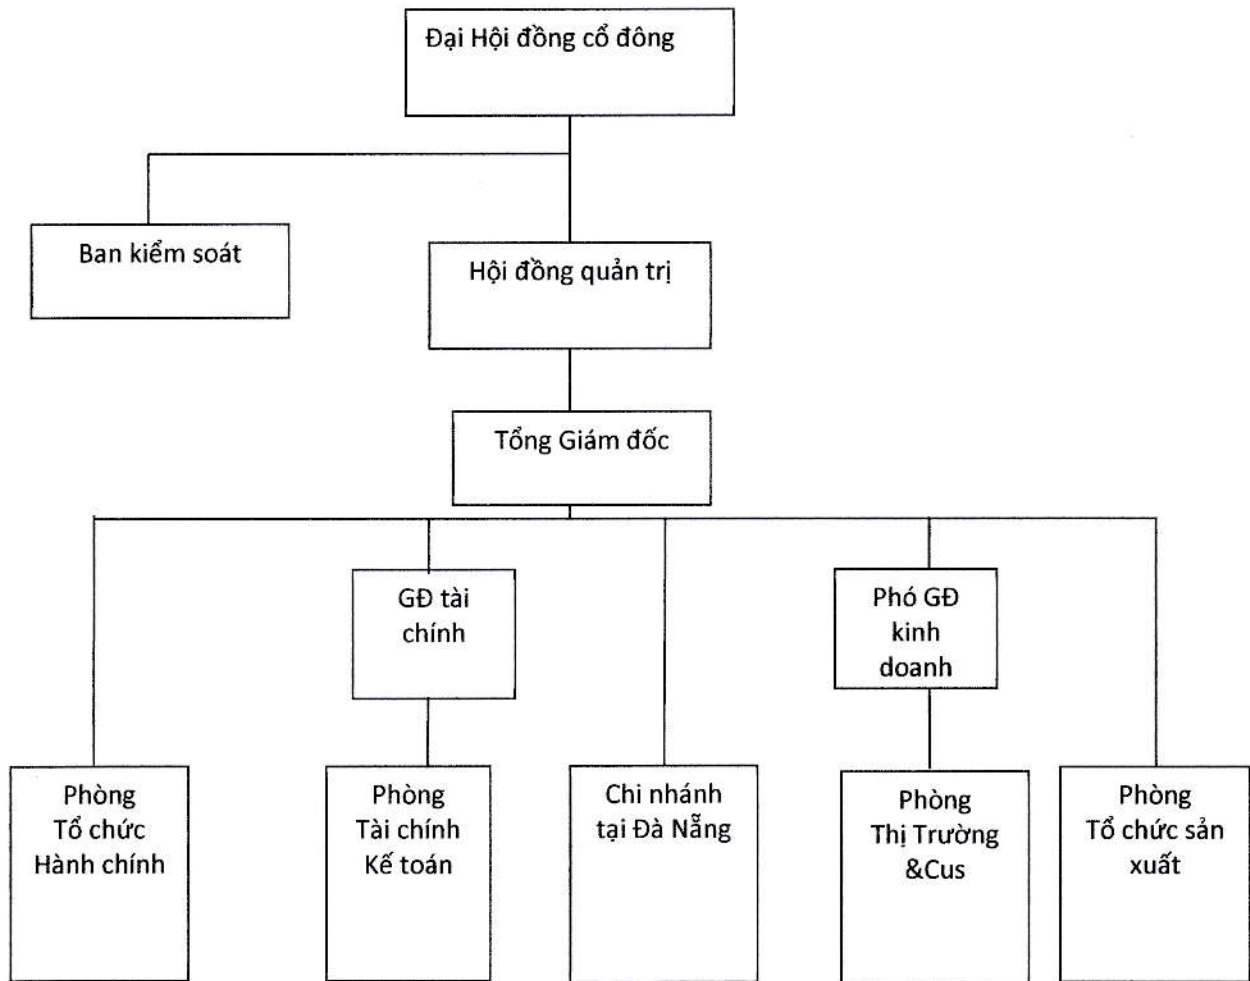 Đại Hội đồng cổ đông
Ban kiểm soát
Hội đồng quản trị
Tổng Giám đốc
GĐ tài
chính
Phó GĐ
kinh
doanh
Phòng
Tổ chức
Hành chính
Phòng
Tài chính
Kế toán
Chi nhánh
tại Đà Nẵng
Phòng
Thị Trường
&Cus
Phòng
Tổ chức sản
xuất